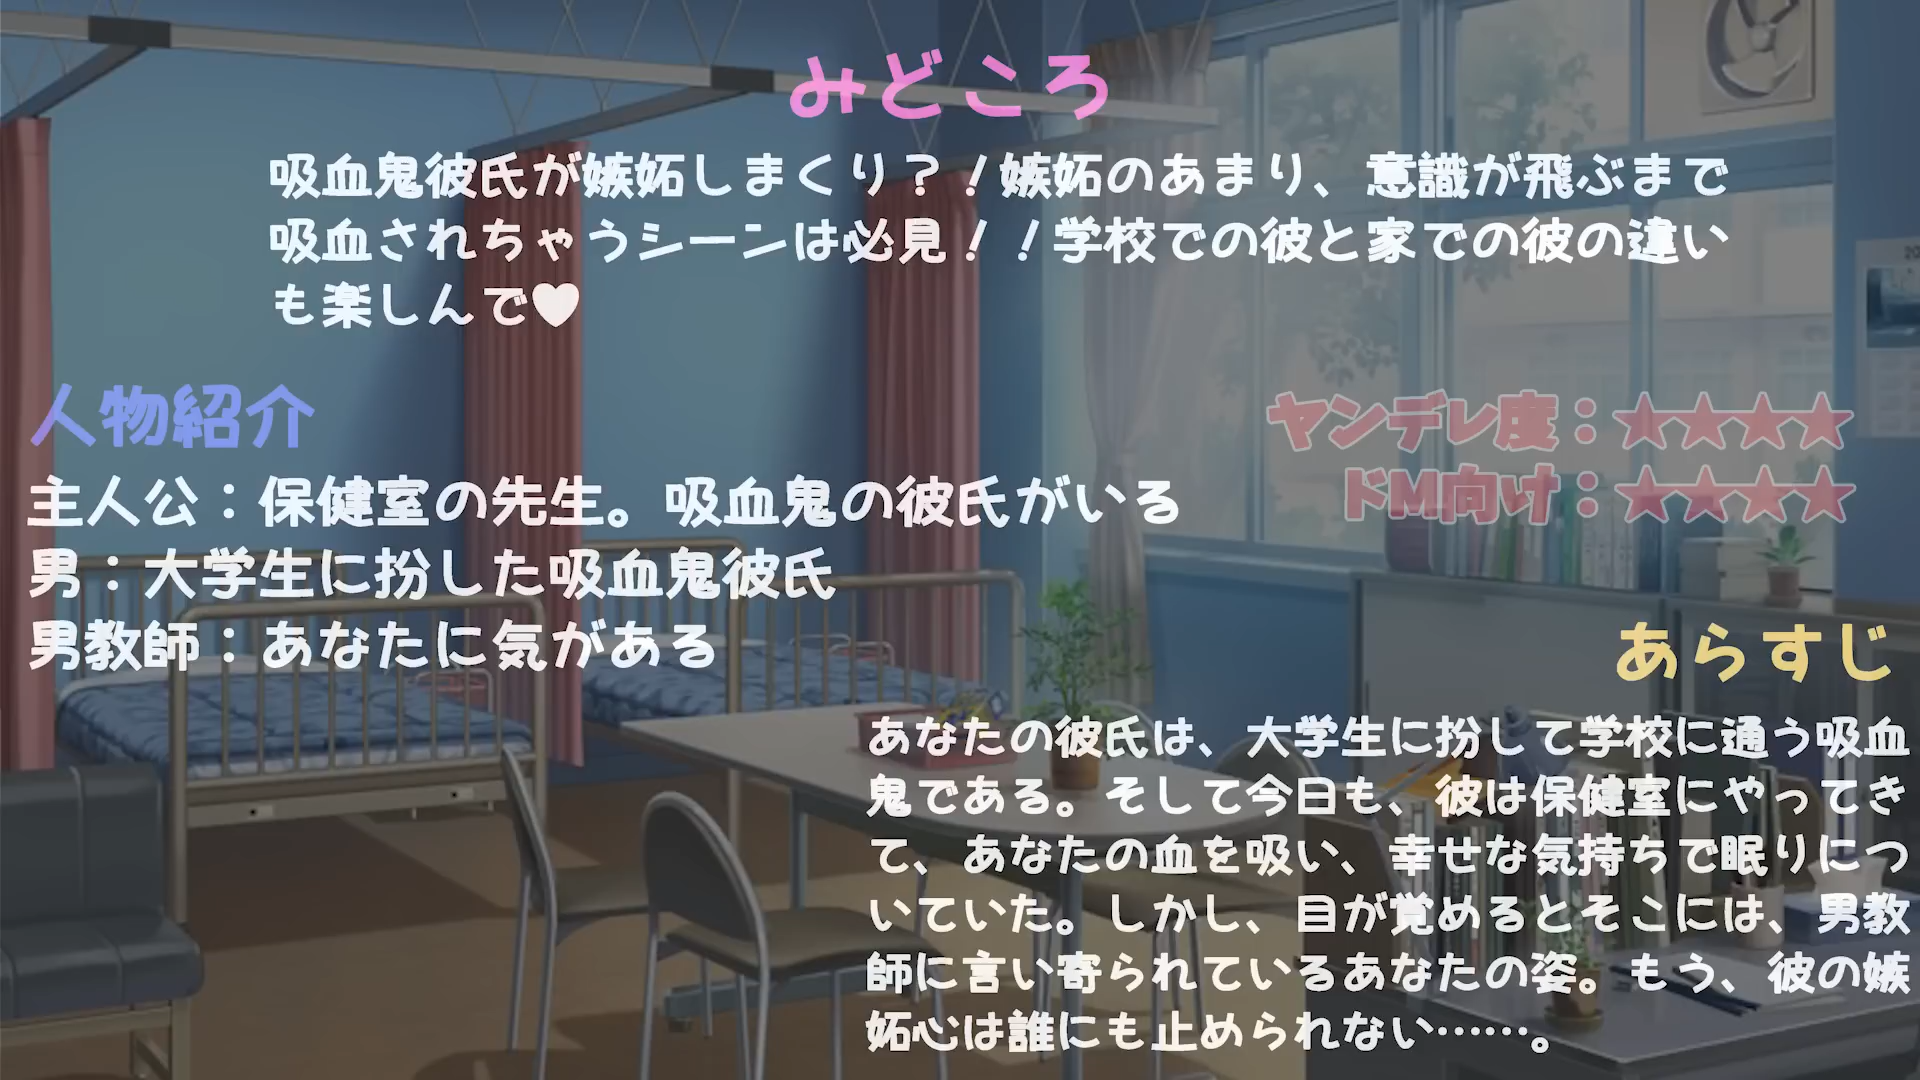 みどころ
吸血鬼彼氏が嫉妬しまくり？！嫉妬のあまり、意識が飛ぶまで
吸血されちゃうシーンは必見！！学校での彼と家での彼の違い
も楽しんで♥
人物紹介
主人公：保健室の先生。吸血鬼の彼氏がいる
男：大学生に扮した吸血鬼彼氏
男教師：あなたに気がある
ヤンデレ度：★★★★
ドM向け：★★★★
あらすじ
あなたの彼氏は、大学生に扮して学校に通う吸血
鬼である。そして今日も、彼は保健室にやってき
て、あなたの血を吸い、幸せな気持ちで眠りにつ
いていた。しかし、目が覚めるとそこには、男教
師に言い寄られているあなたの姿。もう、彼の嫉
妬心は誰にも止められない……。